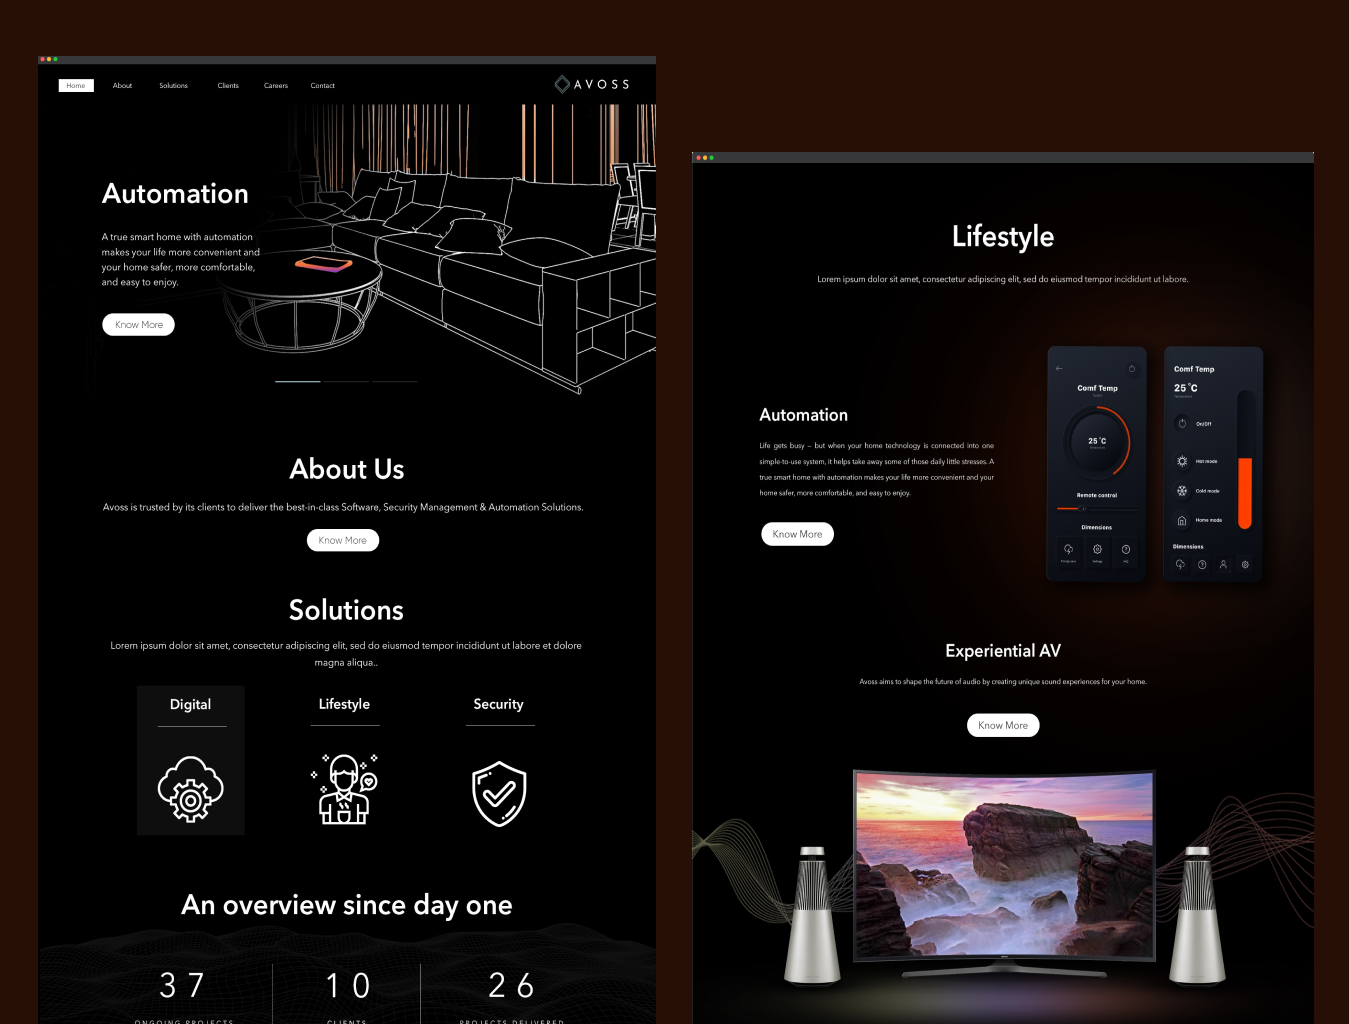 Home About Solutions Clients Careers Contact
AVOSS
Automation
A true smart home with automation
makes your life more convenient and
your home safer, more comfortable,
and easy to enjoy.
Know More
About Us
Avoss is trusted by its clients to deliver the best-in-class Software, Security Management & Automation Solutions.
Know More
Solutions
Lorem ipsum dolor sit amet, consectetur adipiscing elit, sed do eiusmod tempor incididunt ut labore et dolore
magna aliqua..
Digital
Lifestyle
Security
An overview since day one
37
10
26
ONGOING PROJECTS
CLIENTS
PROJECTS DELIVERED
Lifestyle
Lorem ipsum dolor sit amet, consectetur adipiscing elit, sed do eiusmod tempor incididunt ut labore.
Automation
Life gets busy – but when your home technology is connected into one
simple-to-use system, it helps take away some of those daily little stresses. A
true smart home with automation makes your life more convenient and your
home safer, more comfortable, and easy to enjoy.
Know More
Comf Temp
25°C
Remote control
Dimensions
Settings
Comf Temp
25°C
On/Off
Hot mode
Cold mode
Home mode
Dimensions
Experiential AV
Avoss aims to shape the future of audio by creating unique sound experiences for your home.
Know More